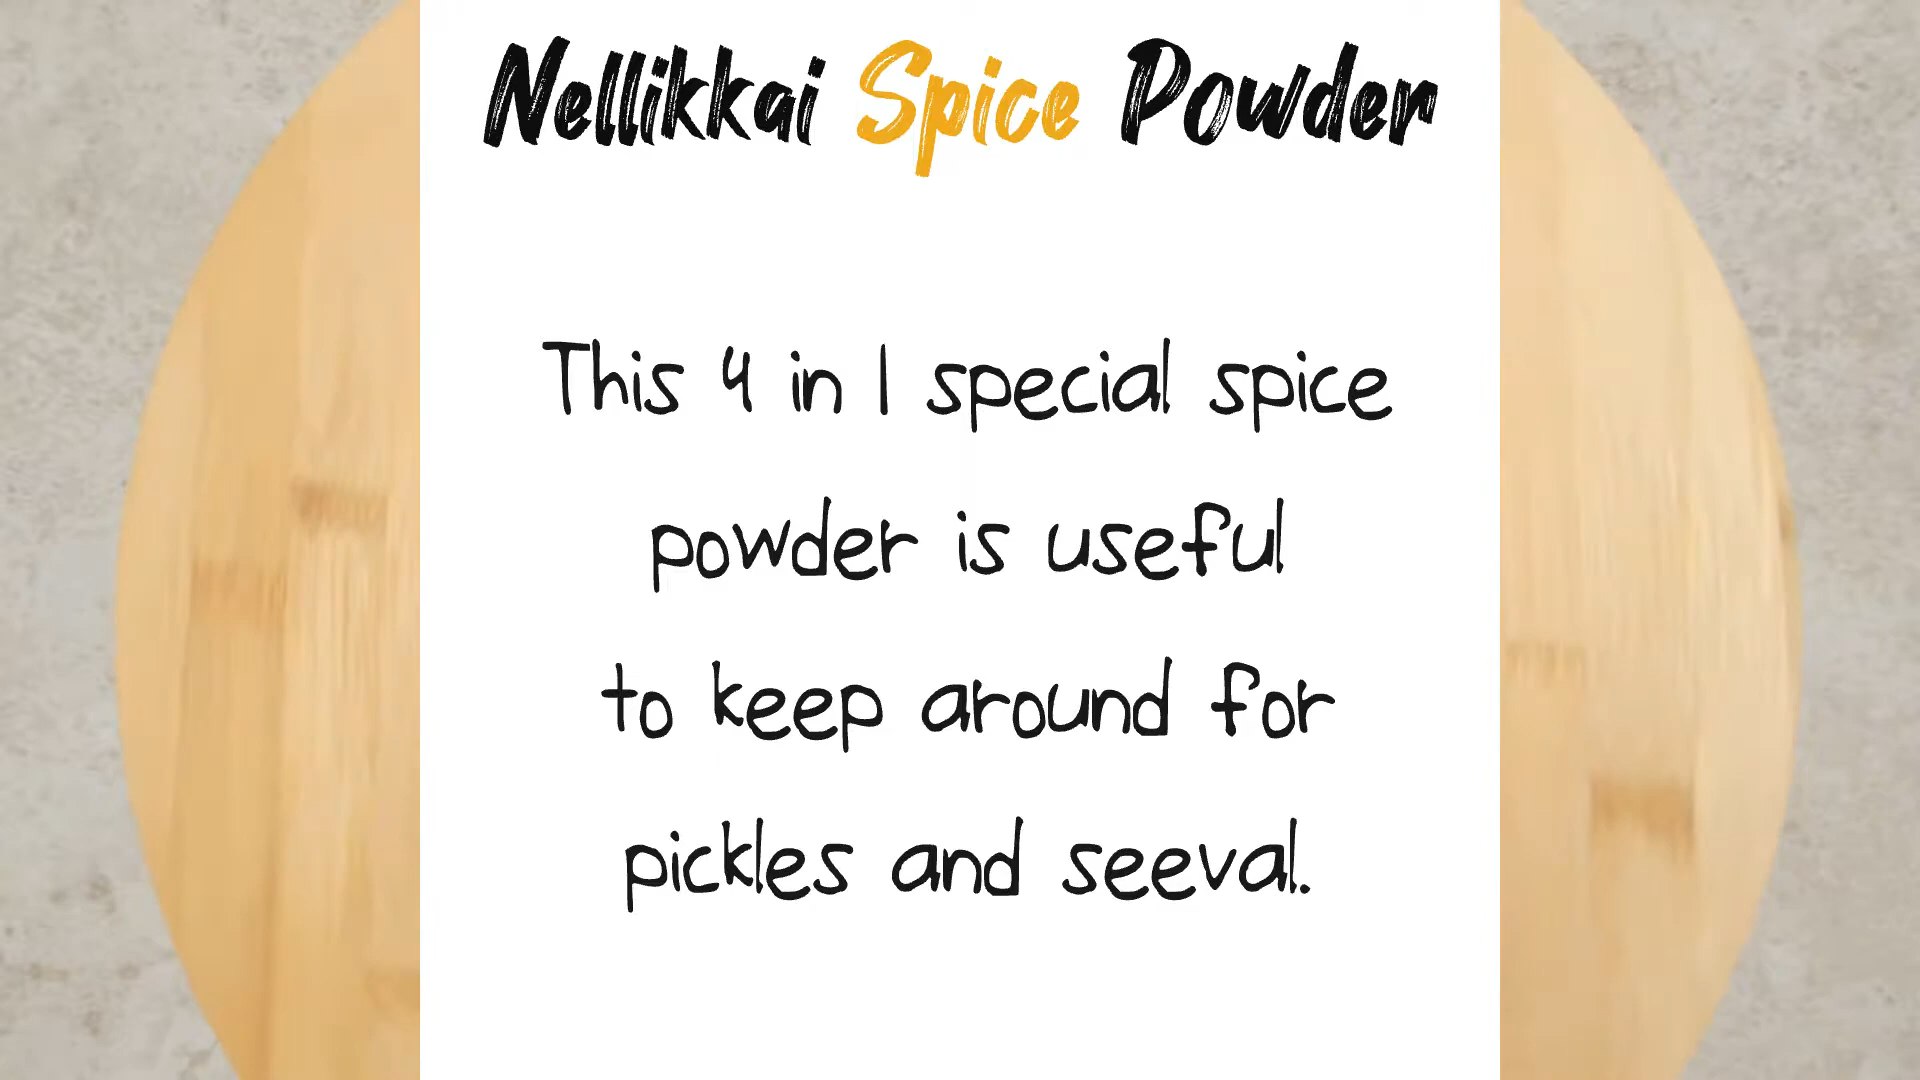 Nellikkai Spice Powder
This 4 in 1 special spice
powder is useful
to keep around for
pickles and seeval.